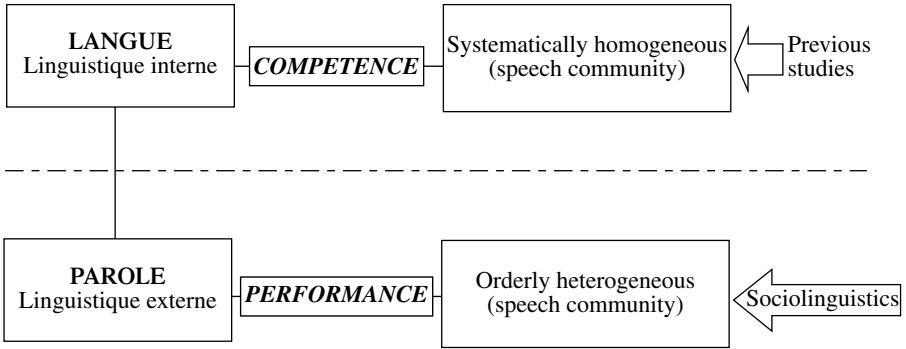 LANGUE
Linguistique interne
COMPETENCE
Systematically homogeneous
(speech community)
Previous
studies
PAROLE
Linguistique externe
PERFORMANCE
Orderly heterogeneous
(speech community)
Sociolinguistics